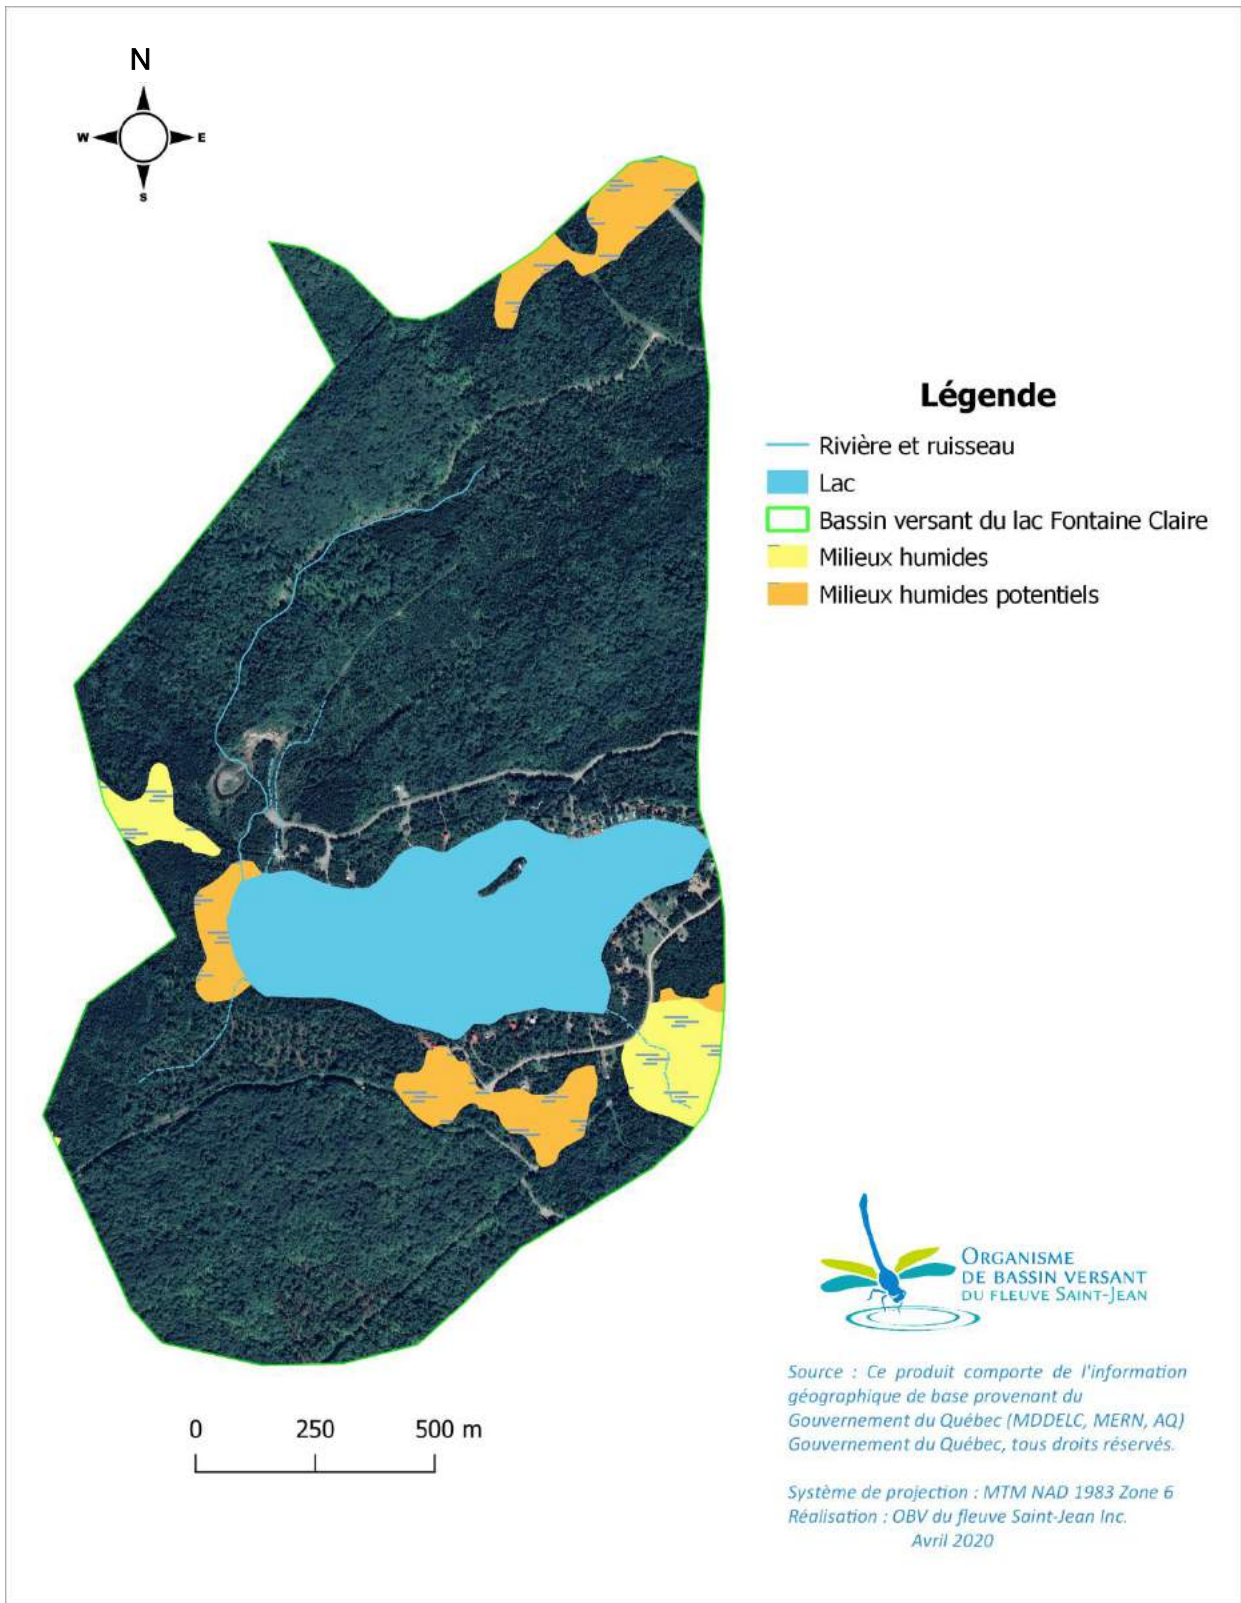 N
W E
S
Légende
Rivière et ruisseau
Lac
Bassin versant du lac Fontaine Claire
Milieux humides
Milieux humides potentiels
ORGANISME
DE BASSIN VERSANT
DU FLEUVE SAINT-JEAN
Source : Ce produit comporte de l'information
géographique de base provenant du
Gouvernement du Québec (MDDELC, MERN, AQ)
Gouvernement du Québec, tous droits réservés.
0 250 500 m
Système de projection : MTM NAD 1983 Zone 6
Réalisation : OBV du fleuve Saint-Jean Inc.
Avril 2020